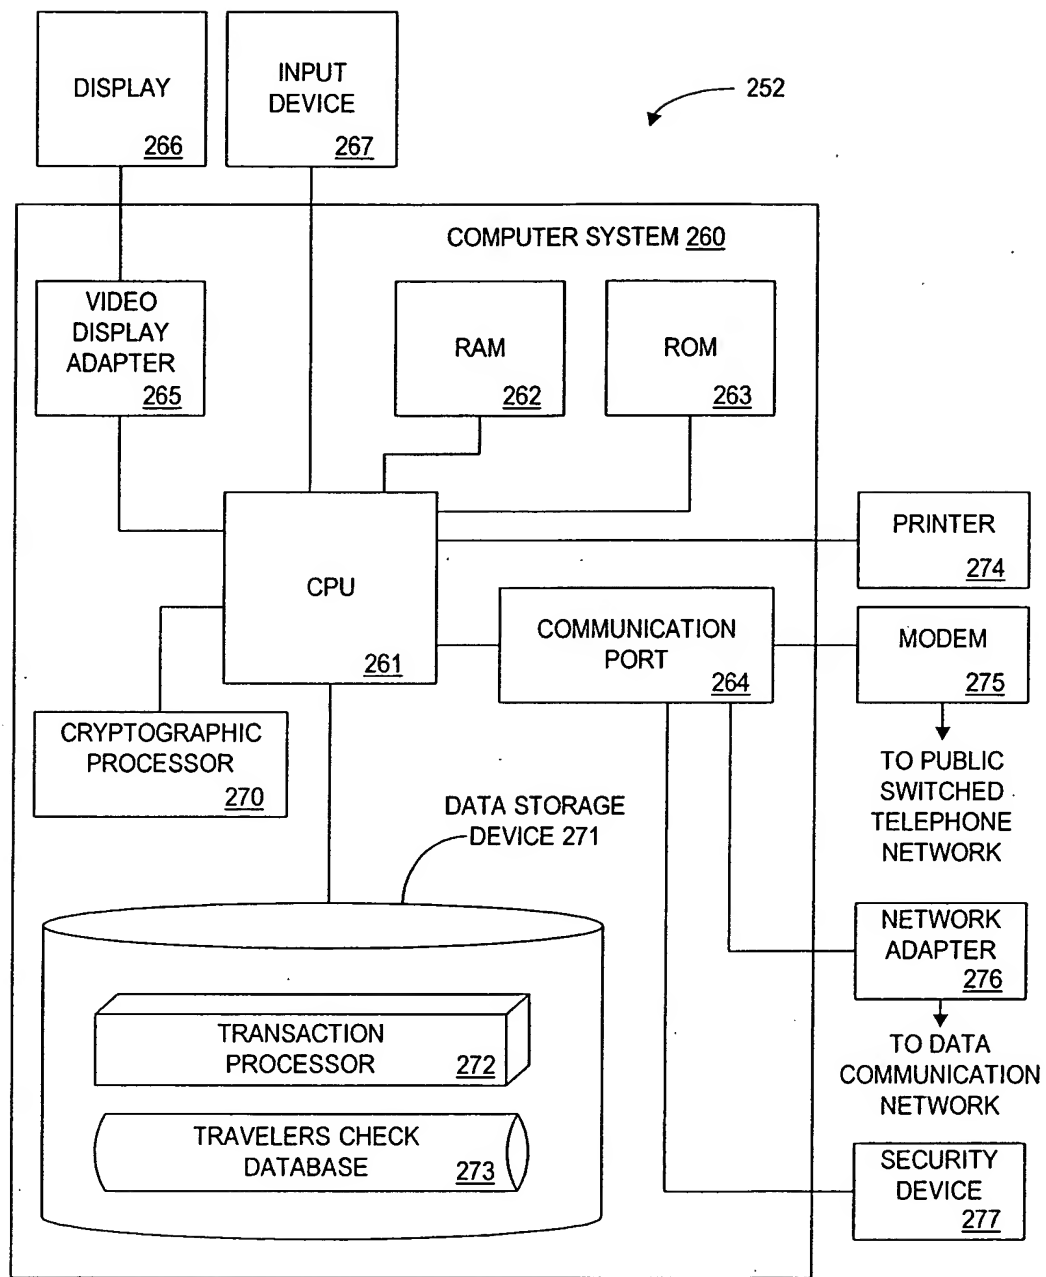 DISPLAY
266
INPUT
DEVICE
267
252
COMPUTER SYSTEM 260
VIDEO
DISPLAY
ADAPTER
265
RAM
262
ROM
263
CPU
261
PRINTER
274
COMMUNICATION
PORT
264
MODEM
275
CRYPTOGRAPHIC
PROCESSOR
270
TO PUBLIC
SWITCHED
TELEPHONE
NETWORK
DATA STORAGE
DEVICE 271
NETWORK
ADAPTER
276
TRANSACTION
PROCESSOR
272
TO DATA
COMMUNICATION
NETWORK
TRAVELERS CHECK
DATABASE
273
SECURITY
DEVICE
277